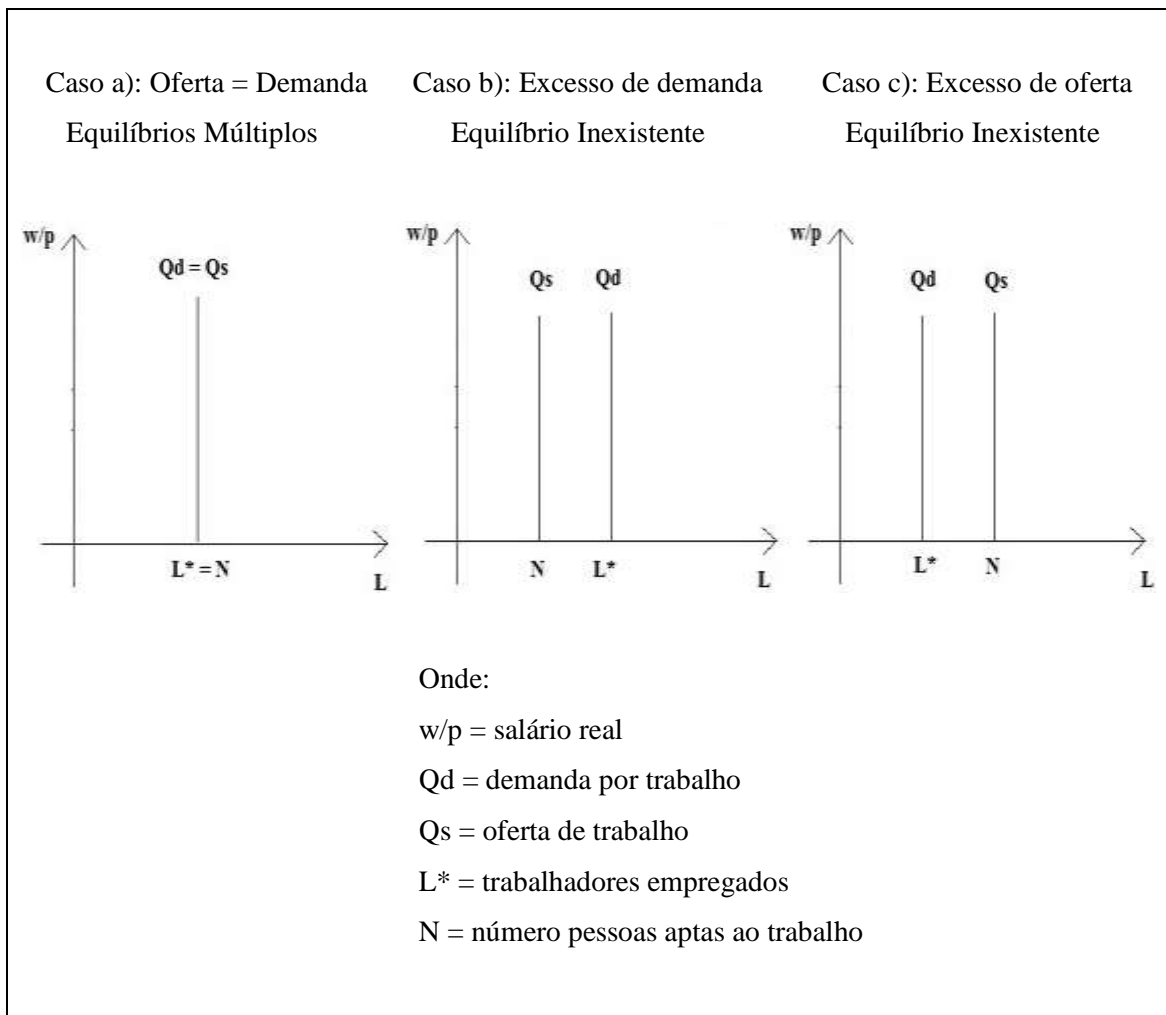 Caso a): Oferta = Demanda
Equilíbrios Múltiplos
Caso b): Excesso de demanda
Equilíbrio Inexistente
Caso c): Excesso de oferta
Equilíbrio Inexistente
w/p
Qd = Qs
L* = N
L
w/p
Qs Qd
N L*
L
w/p
Qd Qs
L* N
L
Onde:
w/p = salário real
Qd = demanda por trabalho
Qs = oferta de trabalho
L* = trabalhadores empregados
N = número pessoas aptas ao trabalho